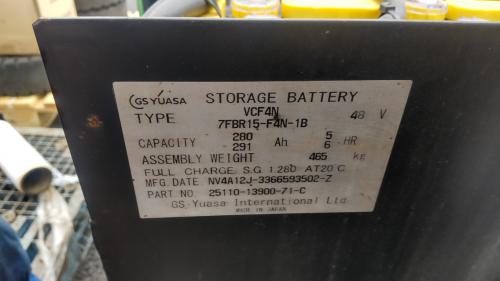 GS YUASA STORAGE BATTERY
TYPE VCF4N 48 V
7FBR15-F4N-1B
CAPACITY 280 Ah 5 HR
291 6
ASSEMBLY WEIGHT 465 KG
FULL CHARGE S.G. 1.280 AT20°C
MFG.DATE NV4A12J-3366593502-Z
PART NO 25110-13900-71-C
GS Yuasa International Ltd.
MADE IN JAPAN